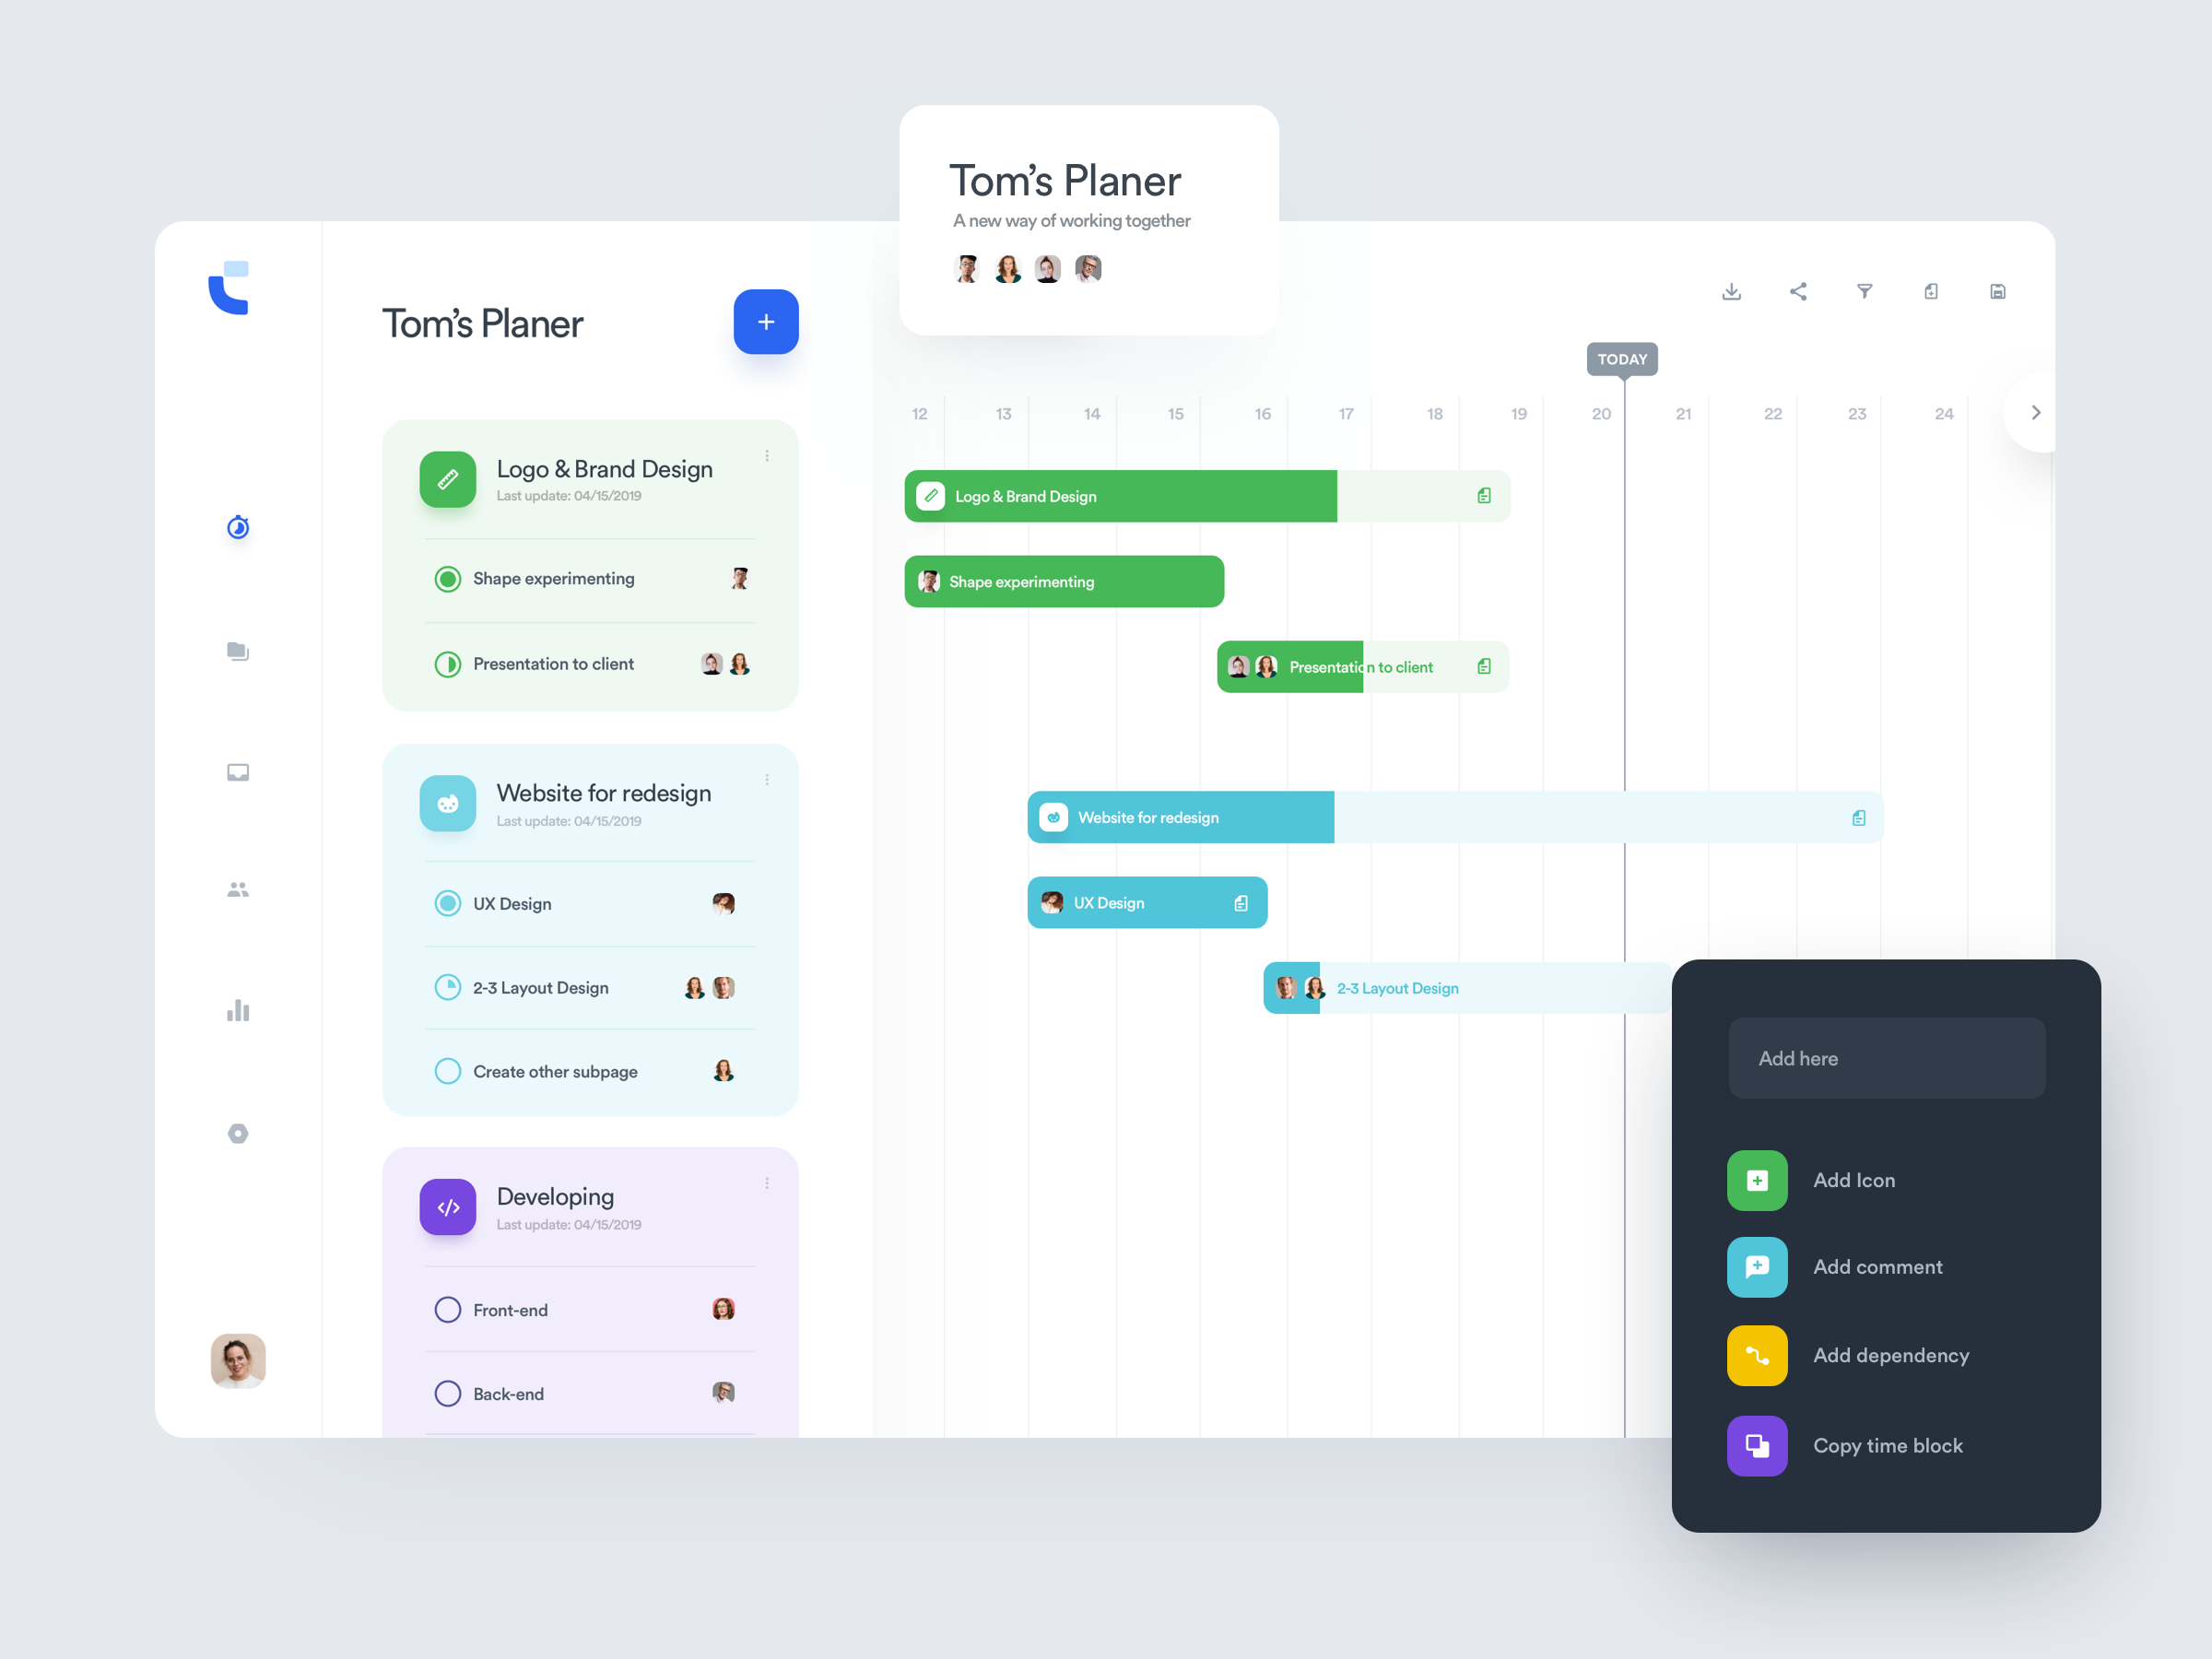 Tom’s Planer
A new way of working together
Tom’s Planer
TODAY
12 13 14 15 16 17 18 19 20 21 22 23 24
Logo & Brand Design
Last update: 04/15/2019
Shape experimenting
Presentation to client
Website for redesign
Last update: 04/15/2019
UX Design
2-3 Layout Design
Create other subpage
Developing
Last update: 04/15/2019
Front-end
Back-end
Logo & Brand Design
Shape experimenting
Presentation to client
Website for redesign
UX Design
2-3 Layout Design
Add here
Add Icon
Add comment
Add dependency
Copy time block